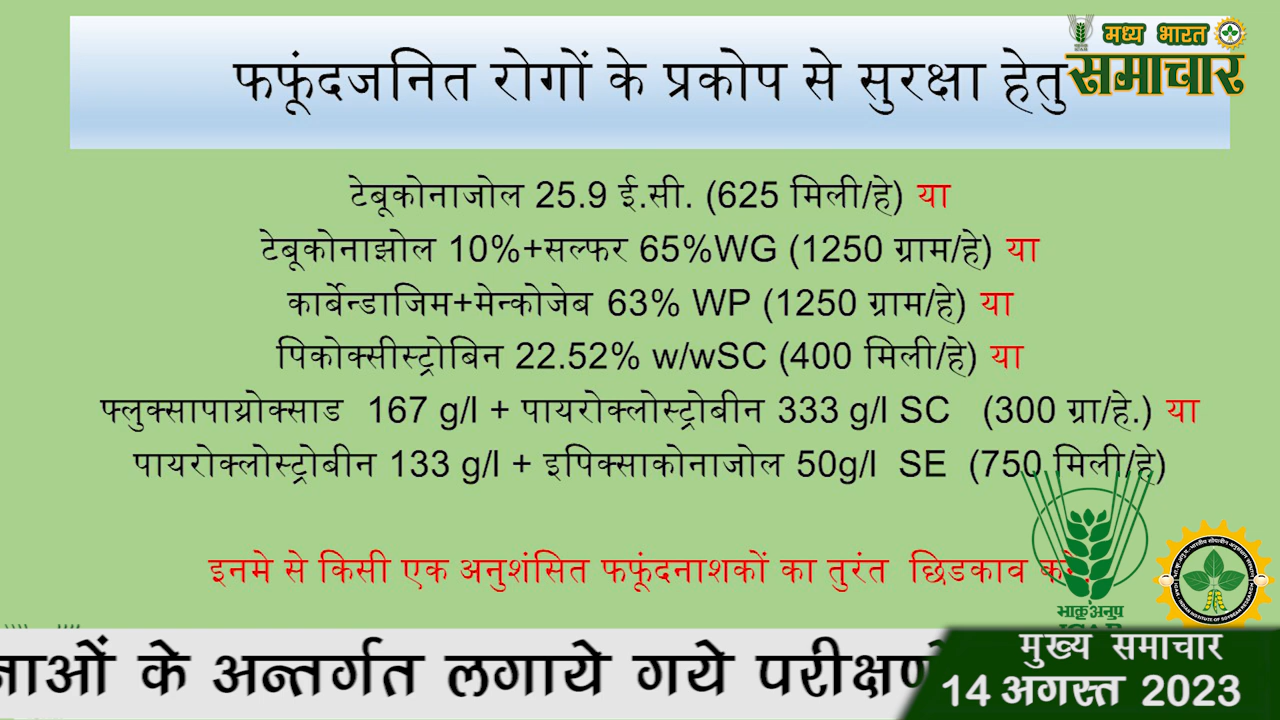 मध्य भारत
समाचार
फफूंदजनित रोगों के प्रकोप से सुरक्षा हेतु
टेबूकोनाजोल 25.9 ई.सी. (625 मिली/हे) या
टेबूकोनाझोल 10%+सल्फर 65%WG (1250 ग्राम/हे) या
कार्बेन्डाजिम+मेन्कोजेब 63% WP (1250 ग्राम/हे) या
पिकोक्सीस्ट्रोबिन 22.52% w/wSC (400 मिली/हे) या
फ्लुक्सापाय्रोक्साड 167 g/l + पायरोक्लोस्ट्रोबीन 333 g/l SC (300 ग्रा/हे.) या
पायरोक्लोस्ट्रोबीन 133 g/l + इपिक्साकोनाजोल 50g/l SE (750 मिली/हे)
इनमे से किसी एक अनुशंसित फफूंदनाशकों का तुरंत छिडकाव
भाकृअनुप
ICAR
के अन्तर्गत लगाये गये
मुख्य समाचार
14 अगस्त 2023